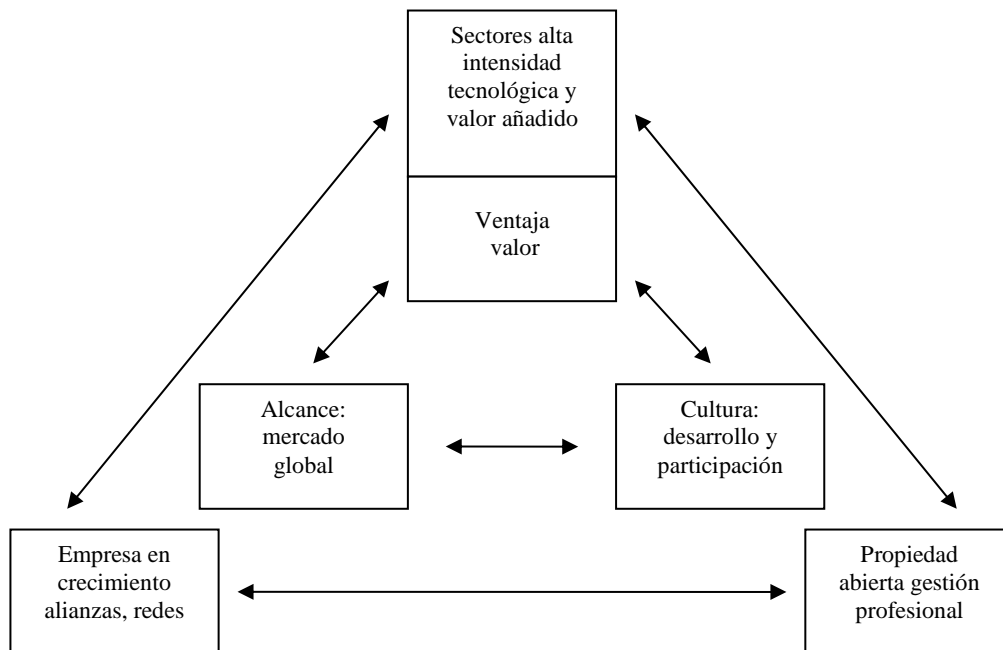 Sectores alta
intensidad
tecnológica y
valor añadido
Ventaja
valor
Alcance:
mercado
global
Cultura:
desarrollo y
participación
Empresa en
crecimiento
alianzas, redes
Propiedad
abierta gestión
profesional